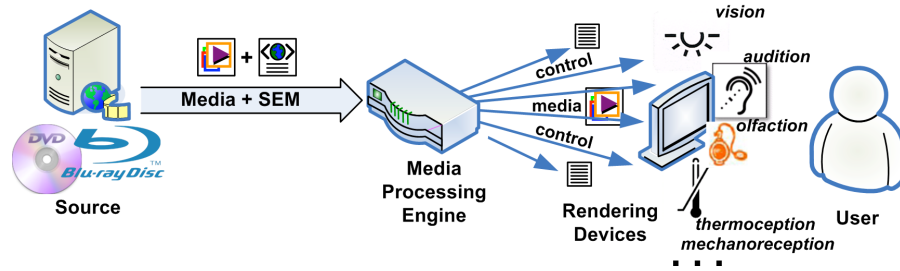 vision
control
audition
Media + SEM
media
olfaction
control
DVD
Blu-ray Disc
TM
Source
Media
Processing
Engine
Rendering
Devices
thermoception
mechanoreception
User